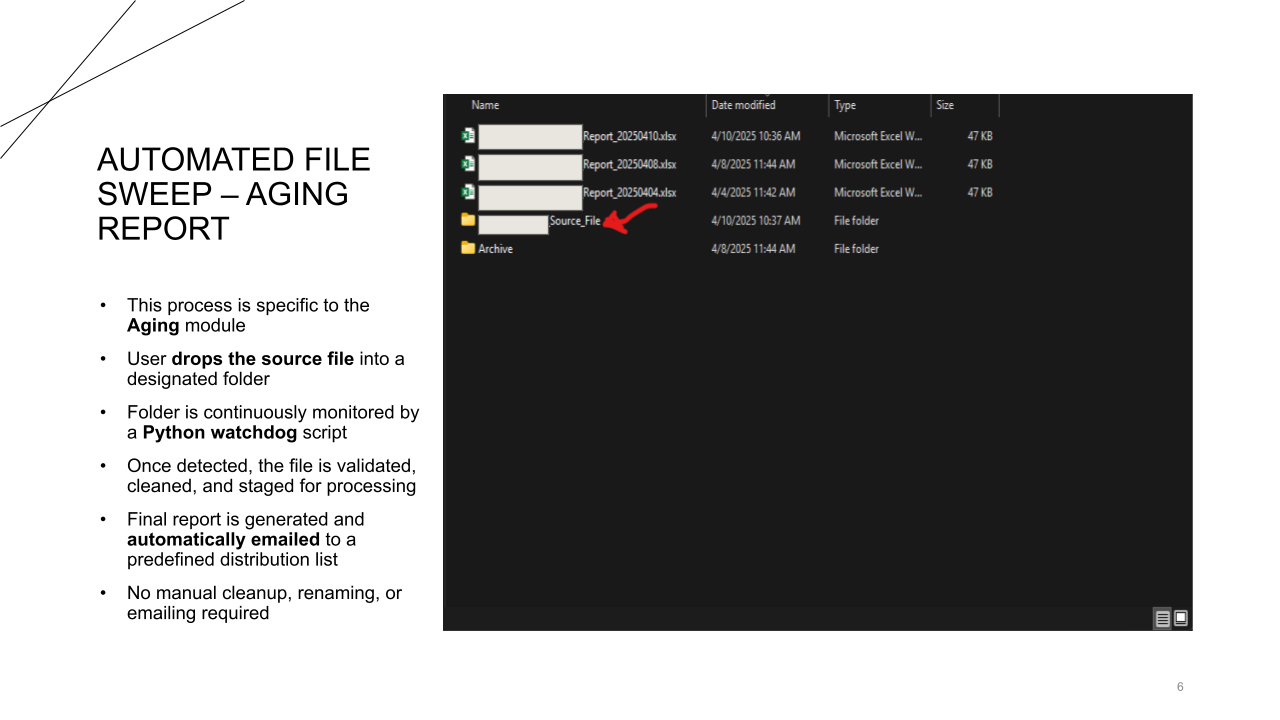 AUTOMATED FILE
SWEEP – AGING
REPORT
• This process is specific to the
Aging module
• User drops the source file into a
designated folder
• Folder is continuously monitored by
a Python watchdog script
• Once detected, the file is validated,
cleaned, and staged for processing
• Final report is generated and
automatically emailed to a
predefined distribution list
• No manual cleanup, renaming, or
emailing required
Name Date modified Type Size
Report_20250410.xlsx 4/10/2025 10:36 AM Microsoft Excel W... 47 KB
Report_20250408.xlsx 4/8/2025 11:44 AM Microsoft Excel W... 47 KB
Report_20250404.xlsx 4/4/2025 11:42 AM Microsoft Excel W... 47 KB
Source_File 4/10/2025 10:37 AM File folder
Archive 4/8/2025 11:44 AM File folder
6